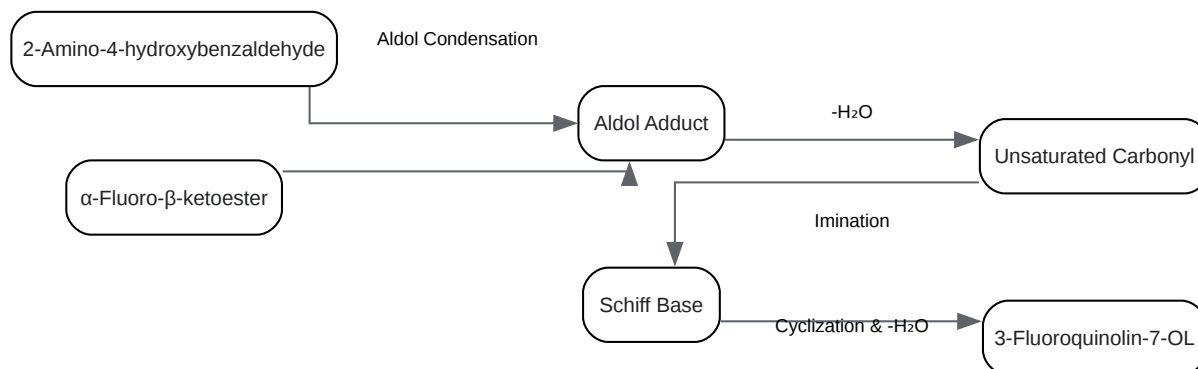 2-Amino-4-hydroxybenzaldehyde
Aldol Condensation
Aldol Adduct
-H₂O
Unsaturated Carbonyl
α-Fluoro-β-ketoester
Imination
Schiff Base
Cyclization & -H₂O
3-Fluoroquinolin-7-OL